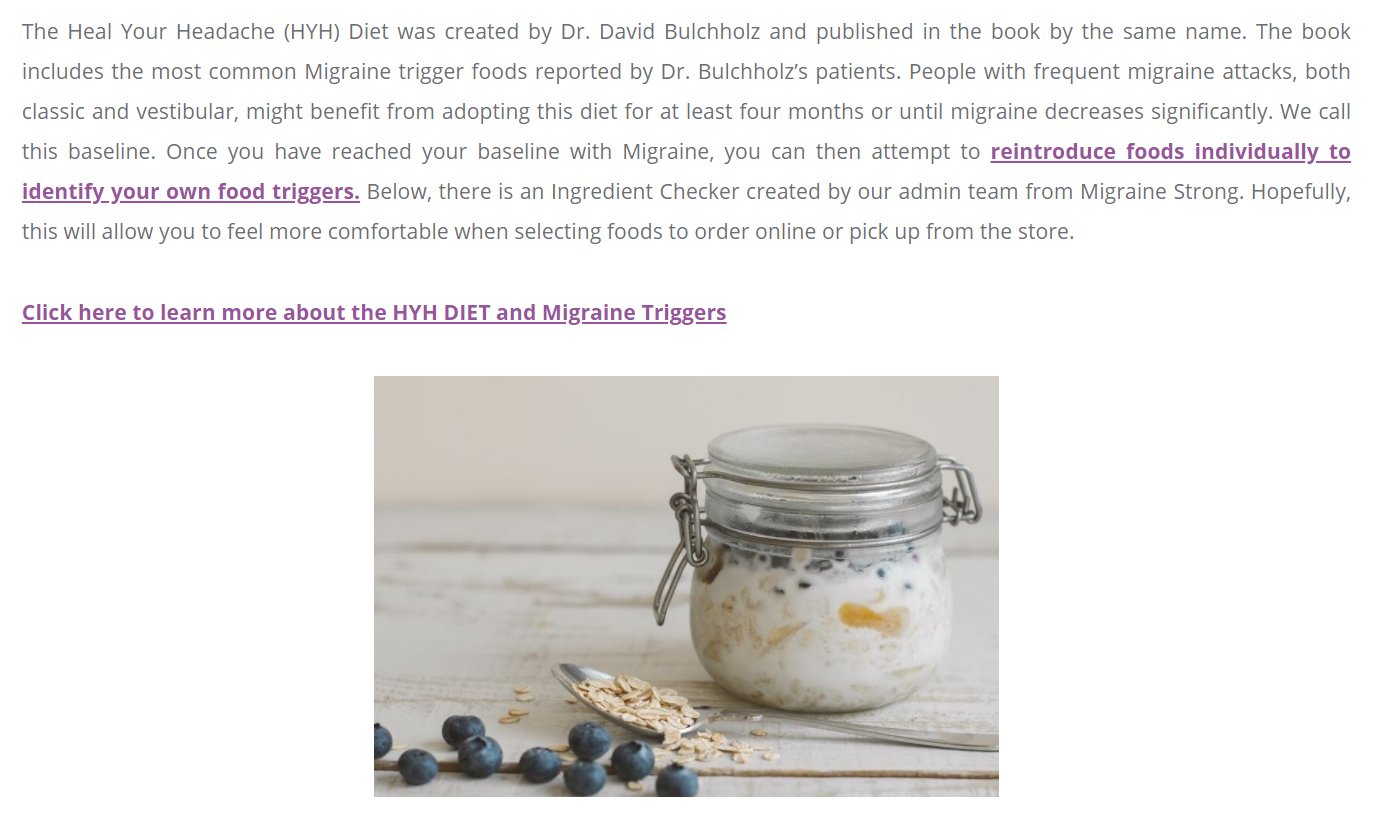 The Heal Your Headache (HYH) Diet was created by Dr. David Bulchholz and published in the book by the same name. The book
includes the most common Migraine trigger foods reported by Dr. Bulchholz’s patients. People with frequent migraine attacks, both
classic and vestibular, might benefit from adopting this diet for at least four months or until migraine decreases significantly. We call
this baseline. Once you have reached your baseline with Migraine, you can then attempt to reintroduce foods individually to
identify your own food triggers. Below, there is an Ingredient Checker created by our admin team from Migraine Strong. Hopefully,
this will allow you to feel more comfortable when selecting foods to order online or pick up from the store.
Click here to learn more about the HYH DIET and Migraine Triggers